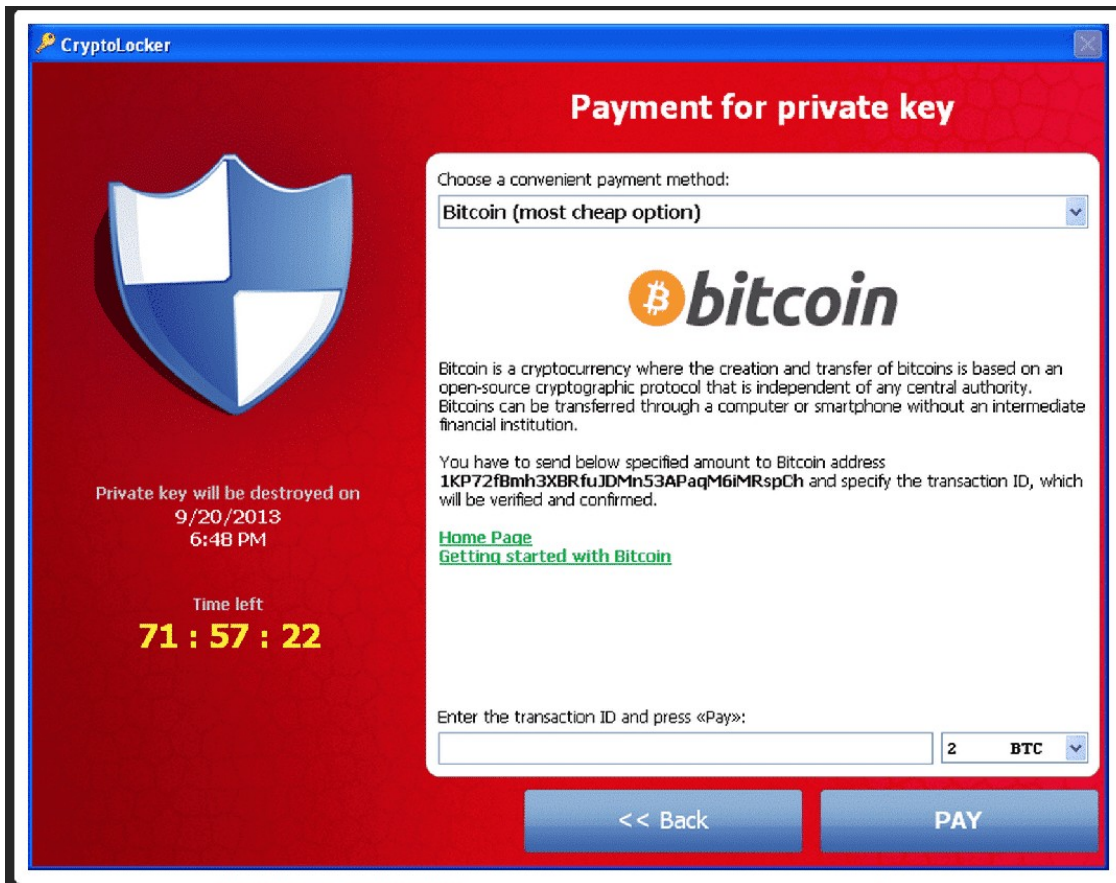 CryptoLocker
Payment for private key
Choose a convenient payment method:
Bitcoin (most cheap option)
bitcoin
Bitcoin is a cryptocurrency where the creation and transfer of bitcoins is based on an
open-source cryptographic protocol that is independent of any central authority.
Bitcoins can be transferred through a computer or smartphone without an intermediate
financial institution.
You have to send below specified amount to Bitcoin address
1KP72fBmh3XBRfuJDMn53APaqM6iMRspCh and specify the transaction ID, which
will be verified and confirmed.
Home Page
Getting started with Bitcoin
Private key will be destroyed on
9/20/2013
6:48 PM
Time left
71 : 57 : 22
Enter the transaction ID and press «Pay»:
2 BTC
<< Back
PAY